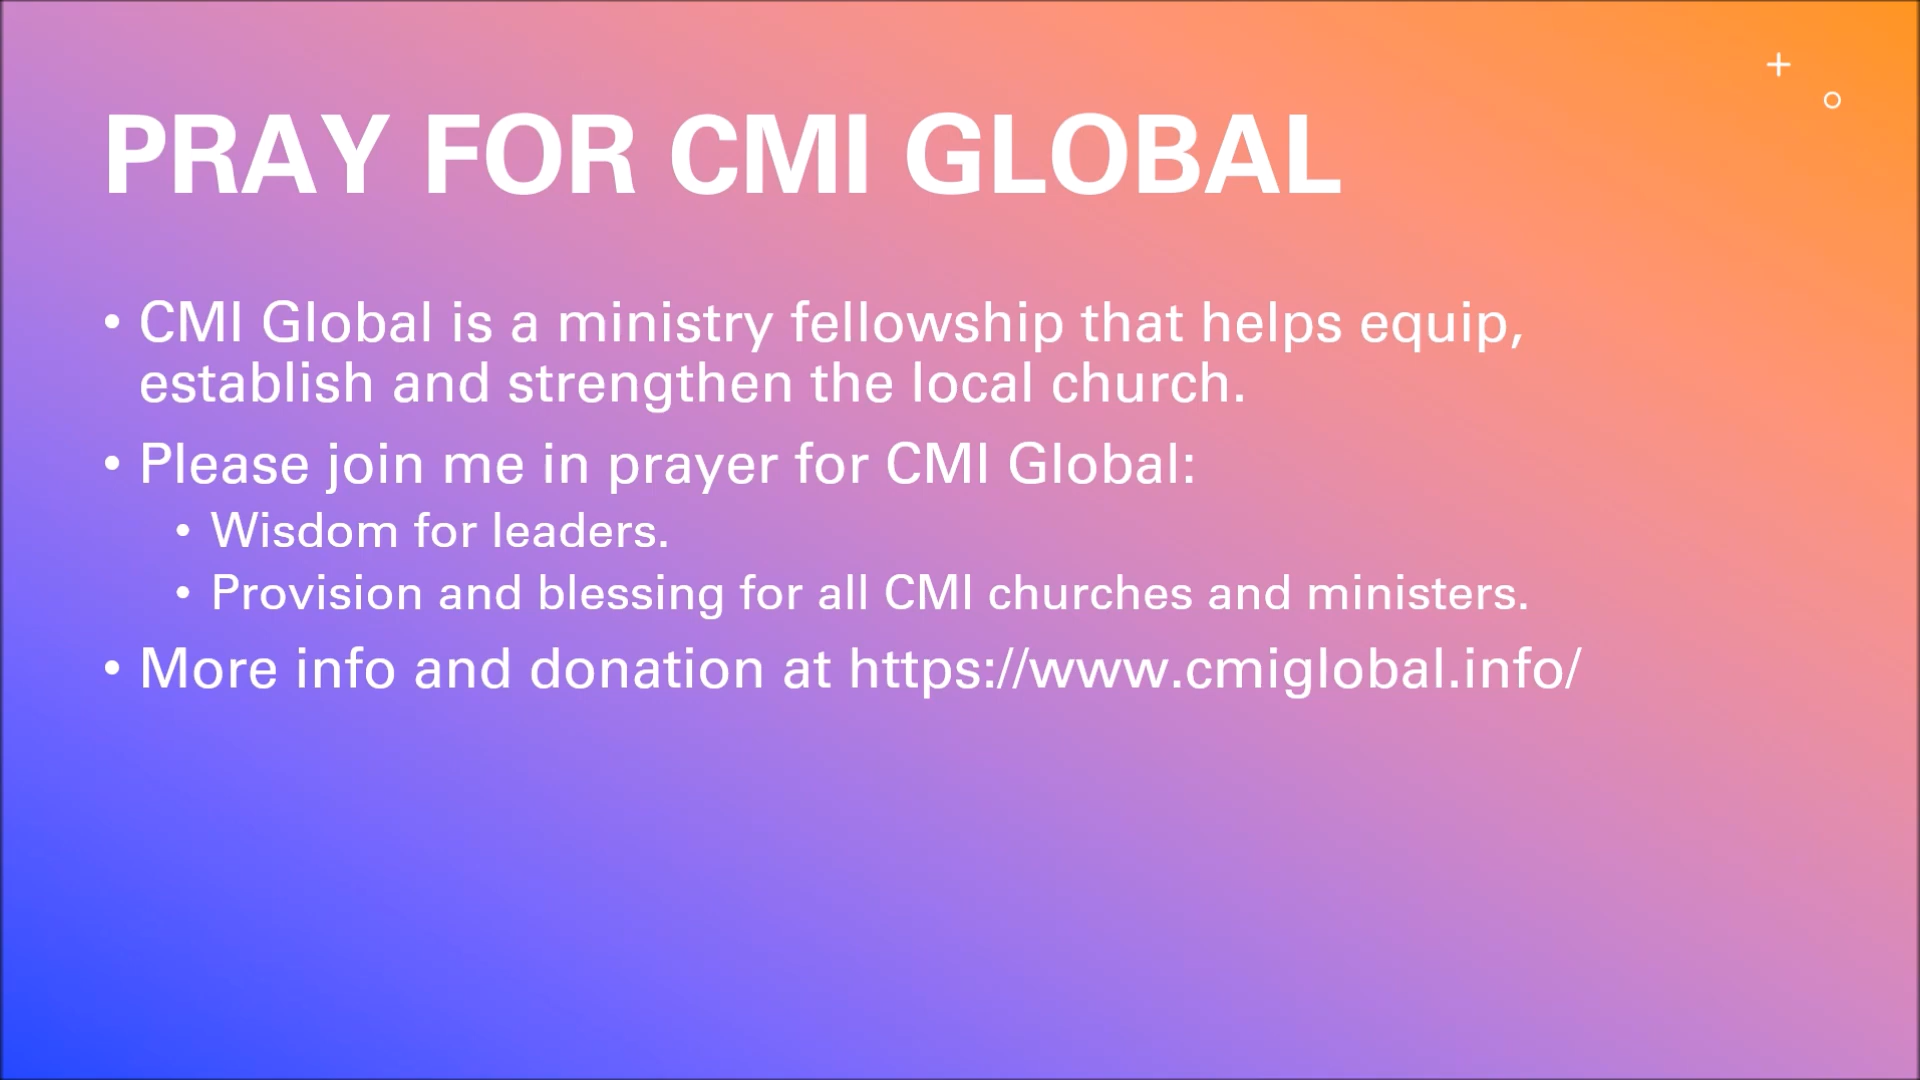 PRAY FOR CMI GLOBAL
• CMI Global is a ministry fellowship that helps equip,
establish and strengthen the local church.
• Please join me in prayer for CMI Global:
• Wisdom for leaders.
• Provision and blessing for all CMI churches and ministers.
• More info and donation at https://www.cmiglobal.info/